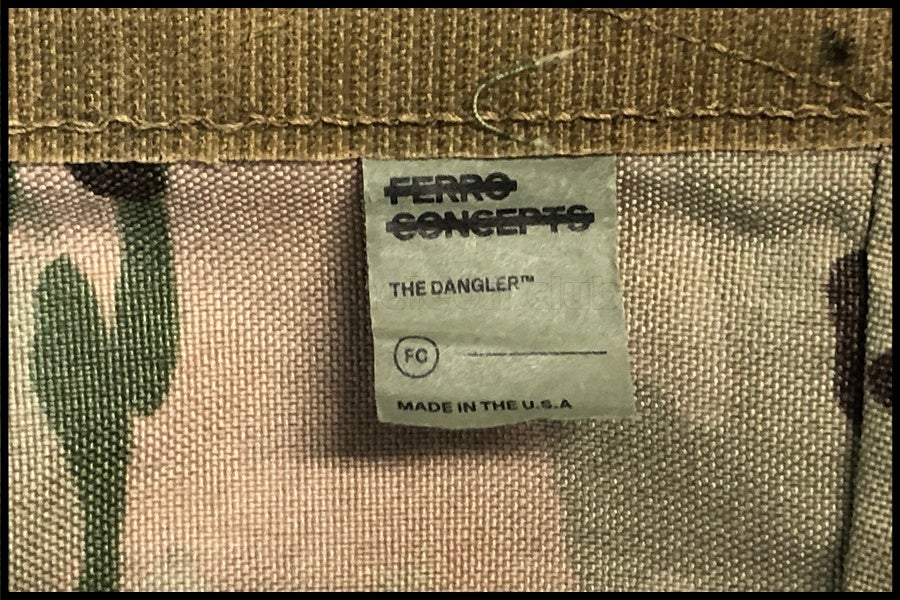 FERRO
CONCEPTS
THE DANGLER™
FC
MADE IN THE U.S.A